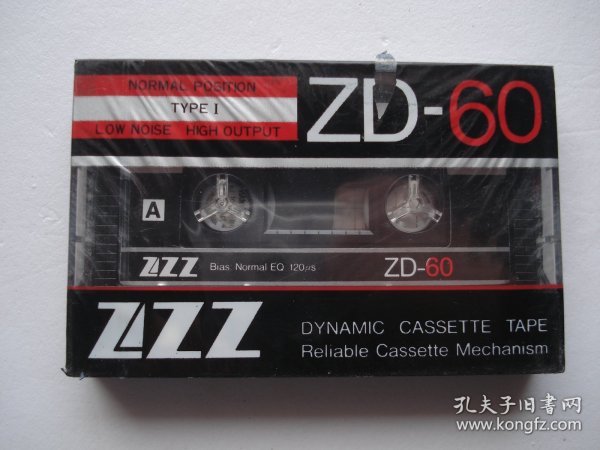 NORMAL POSITION
TYPE I
LOW NOISE HIGH OUTPUT
ZD-60
A
ZZZ Bias. Normal EQ 120μs ZD-60
ZZZ
DYNAMIC CASSETTE TAPE
Reliable Cassette Mechanism
孔夫子旧書网
www.kongfz.com